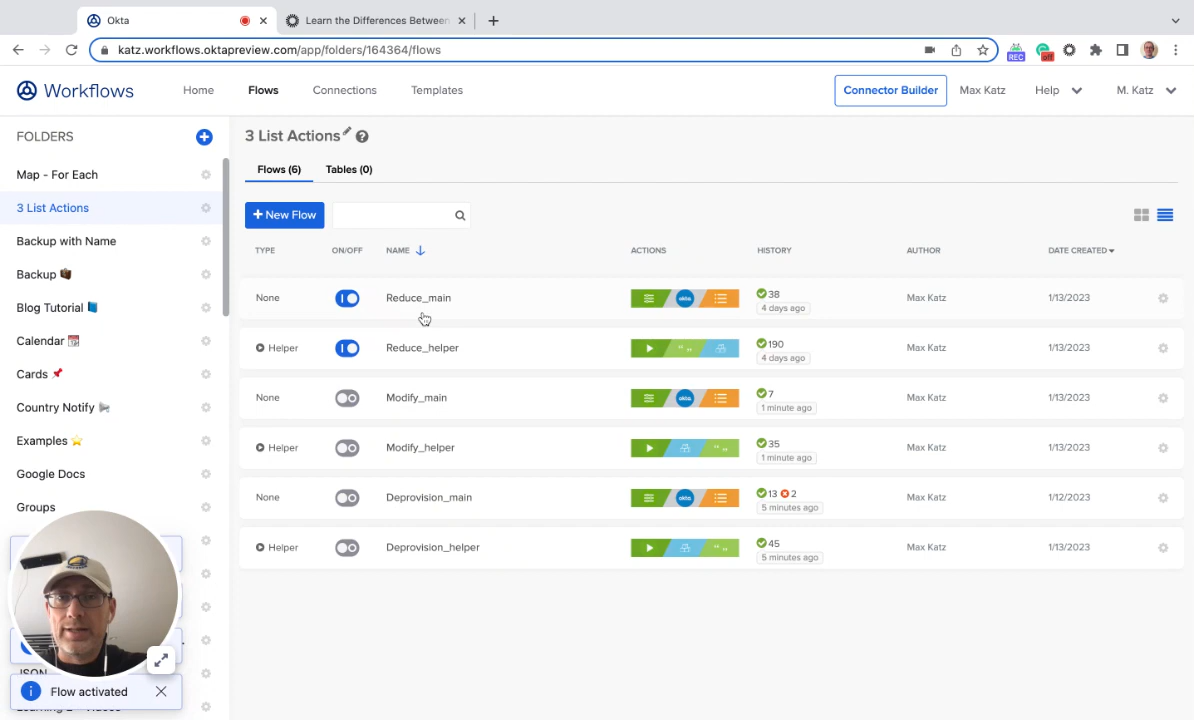 Okta
Learn the Differences Between
katz.workflows.oktapreview.com/app/folders/164364/flows
REC
off
Workflows
Home
Flows
Connections
Templates
Connector Builder
Max Katz
Help
M. Katz
FOLDERS
Map - For Each
3 List Actions
Backup with Name
Backup
Blog Tutorial
Calendar
Cards
Country Notify
Examples
Google Docs
Groups
JSON
3 List Actions
Flows (6)
Tables (0)
+ New Flow
TYPE ON/OFF NAME ACTIONS HISTORY AUTHOR DATE CREATED
None Reduce_main okta 38 Max Katz 1/13/2023
4 days ago
Helper Reduce_helper 190 Max Katz 1/13/2023
4 days ago
None Modify_main okta 7 Max Katz 1/13/2023
1 minute ago
Helper Modify_helper 35 Max Katz 1/13/2023
1 minute ago
None Deprovision_main okta 13 2 Max Katz 1/12/2023
5 minutes ago
Helper Deprovision_helper 45 Max Katz 1/13/2023
5 minutes ago
Flow activated